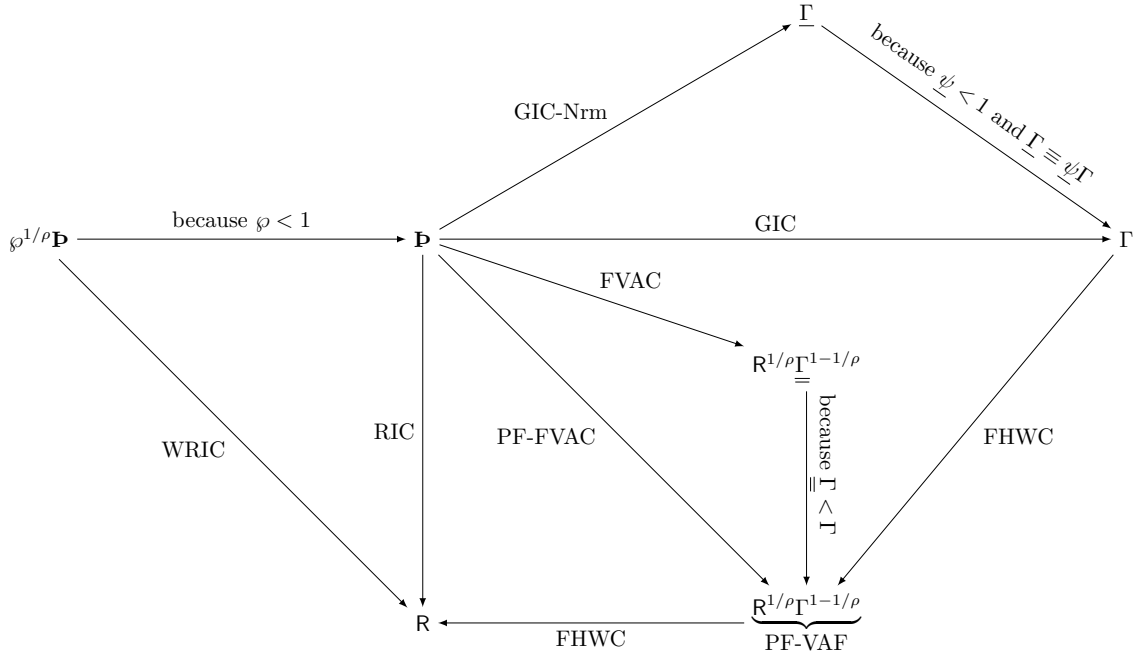 Γ̲
because ψ̲ < 1 and Γ̲ ≡ ψ̲Γ
GIC-Nrm
℘^{1/ρ}Þ
because ℘ < 1
Þ
GIC
Γ
FVAC
R^{1/ρ}Γ̳^{1−1/ρ}
because Γ̳ < Γ
WRIC
RIC
PF-FVAC
FHWC
R^{1/ρ}Γ^{1−1/ρ}
R
FHWC
PF-VAF